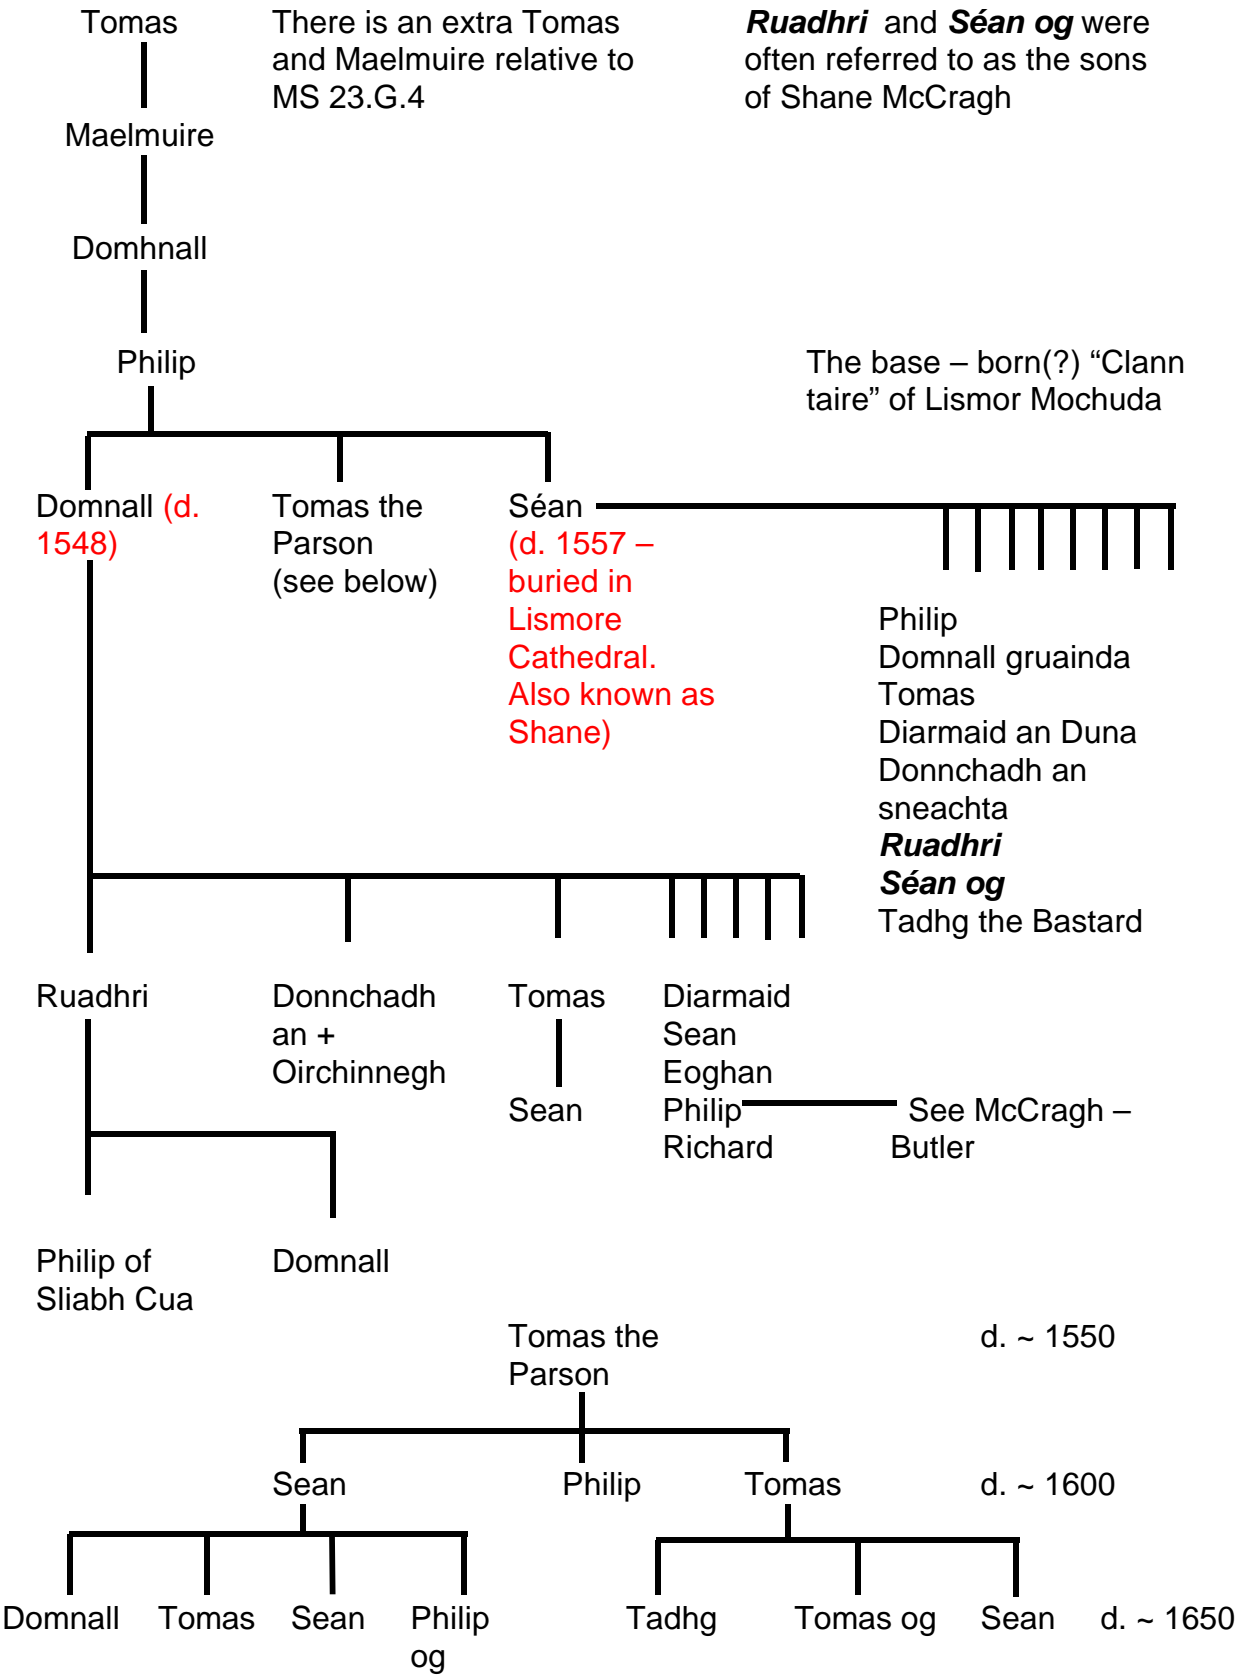 Tomas
There is an extra Tomas
and Maelmuire relative to
MS 23.G.4
Ruadhri and Séan og were
often referred to as the sons
of Shane McCragh
Maelmuire
Domhnall
Philip
The base – born(?) “Clann
taire” of Lismor Mochuda
Domnall (d.
1548)
Tomas the
Parson
(see below)
Séan
(d. 1557 –
buried in
Lismore
Cathedral.
Also known as
Shane)
Philip
Domnall gruainda
Tomas
Diarmaid an Duna
Donnchadh an
sneachta
Ruadhri
Séan og
Tadhg the Bastard
Ruadhri
Donnchadh
an +
Oirchinnegh
Tomas
Sean
Diarmaid
Sean
Eoghan
Philip
Richard
See McCragh –
Butler
Philip of
Sliabh Cua
Domnall
Tomas the
Parson
d. ~ 1550
Sean
Philip
Tomas
d. ~ 1600
Domnall
Tomas
Sean
Philip
og
Tadhg
Tomas og
Sean
d. ~ 1650